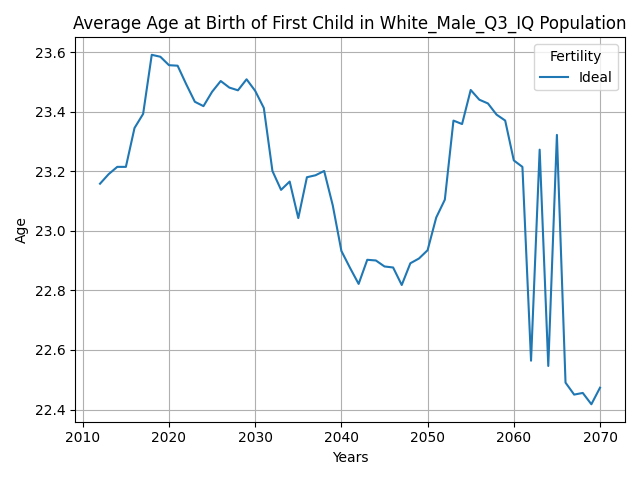 Average Age at Birth of First Child in White_Male_Q3_IQ Population
Fertility
Ideal
23.6
23.4
23.2
23.0
22.8
22.6
22.4
Age
2010 2020 2030 2040 2050 2060 2070
Years